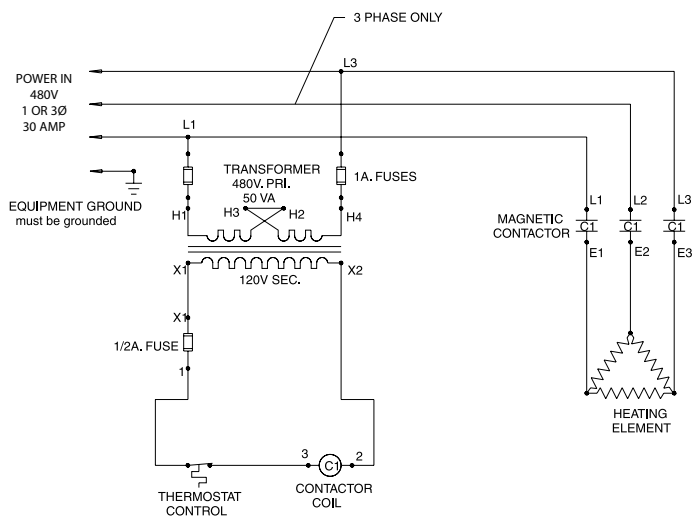 3 PHASE ONLY
L3
POWER IN
480V
1 OR 3Ø
30 AMP
L1
TRANSFORMER
480V. PRI.
50 VA
1A. FUSES
EQUIPMENT GROUND
must be grounded
H1
H3
H2
H4
L1
L2
L3
MAGNETIC
CONTACTOR
C1
C1
C1
E1
E2
E3
X1
X2
120V SEC.
X1
1/2A. FUSE
1
HEATING
ELEMENT
3
C1
2
THERMOSTAT
CONTROL
CONTACTOR
COIL